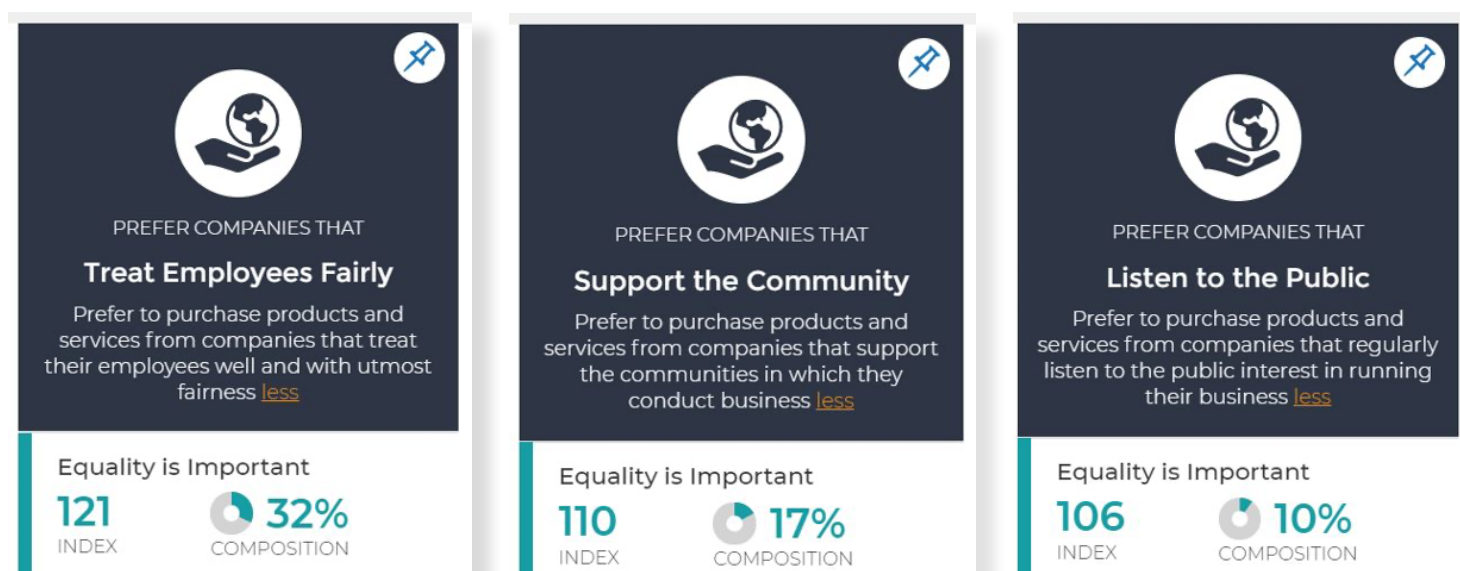 PREFER COMPANIES THAT
Treat Employees Fairly
Prefer to purchase products and
services from companies that treat
their employees well and with utmost
fairness less
Equality is Important
121
INDEX
32%
COMPOSITION
PREFER COMPANIES THAT
Support the Community
Prefer to purchase products and
services from companies that support
the communities in which they
conduct business less
Equality is Important
110
INDEX
17%
COMPOSITION
PREFER COMPANIES THAT
Listen to the Public
Prefer to purchase products and
services from companies that regularly
listen to the public interest in running
their business less
Equality is Important
106
INDEX
10%
COMPOSITION